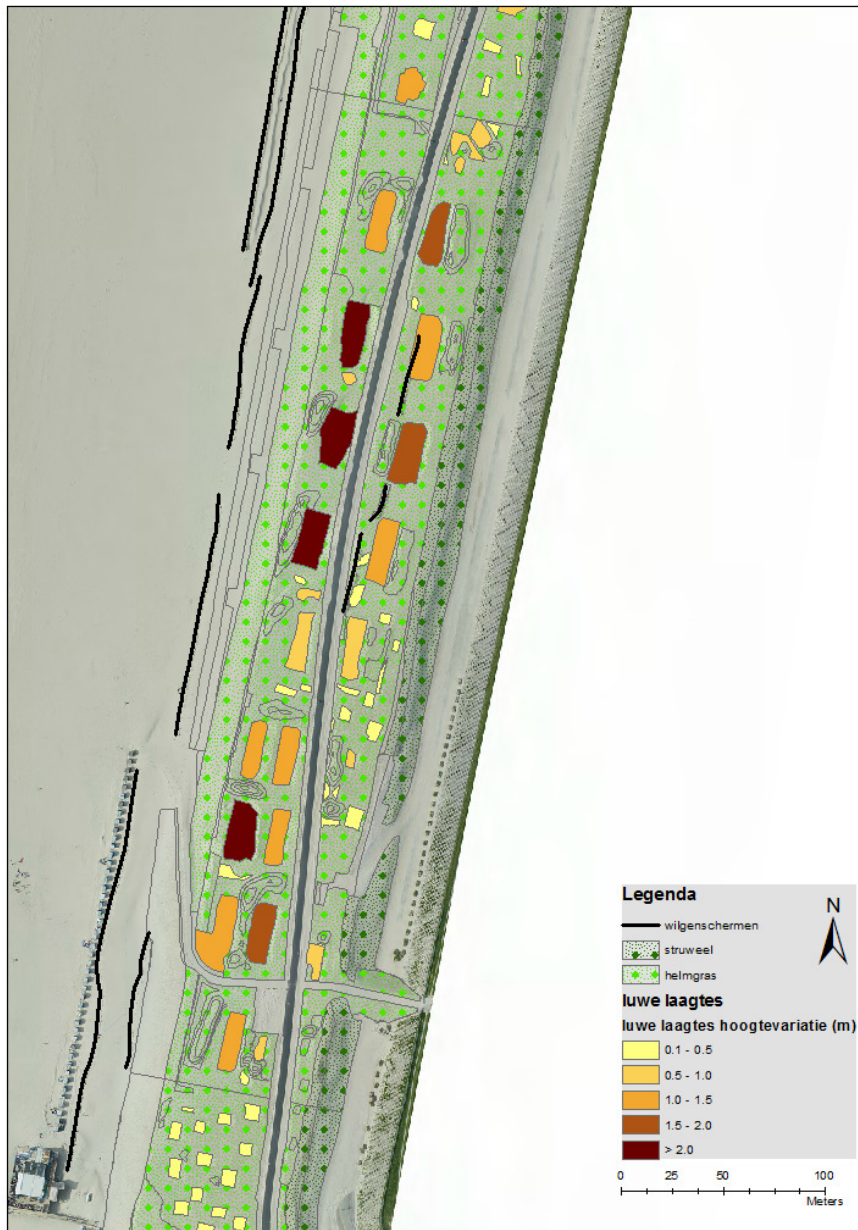 Legenda
N
wilgenschermen
struweel
helmgras
luwe laagtes
luwe laagtes hoogtevariatie (m)
0.1 - 0.5
0.5 - 1.0
1.0 - 1.5
1.5 - 2.0
> 2.0
0 50 100
Meters